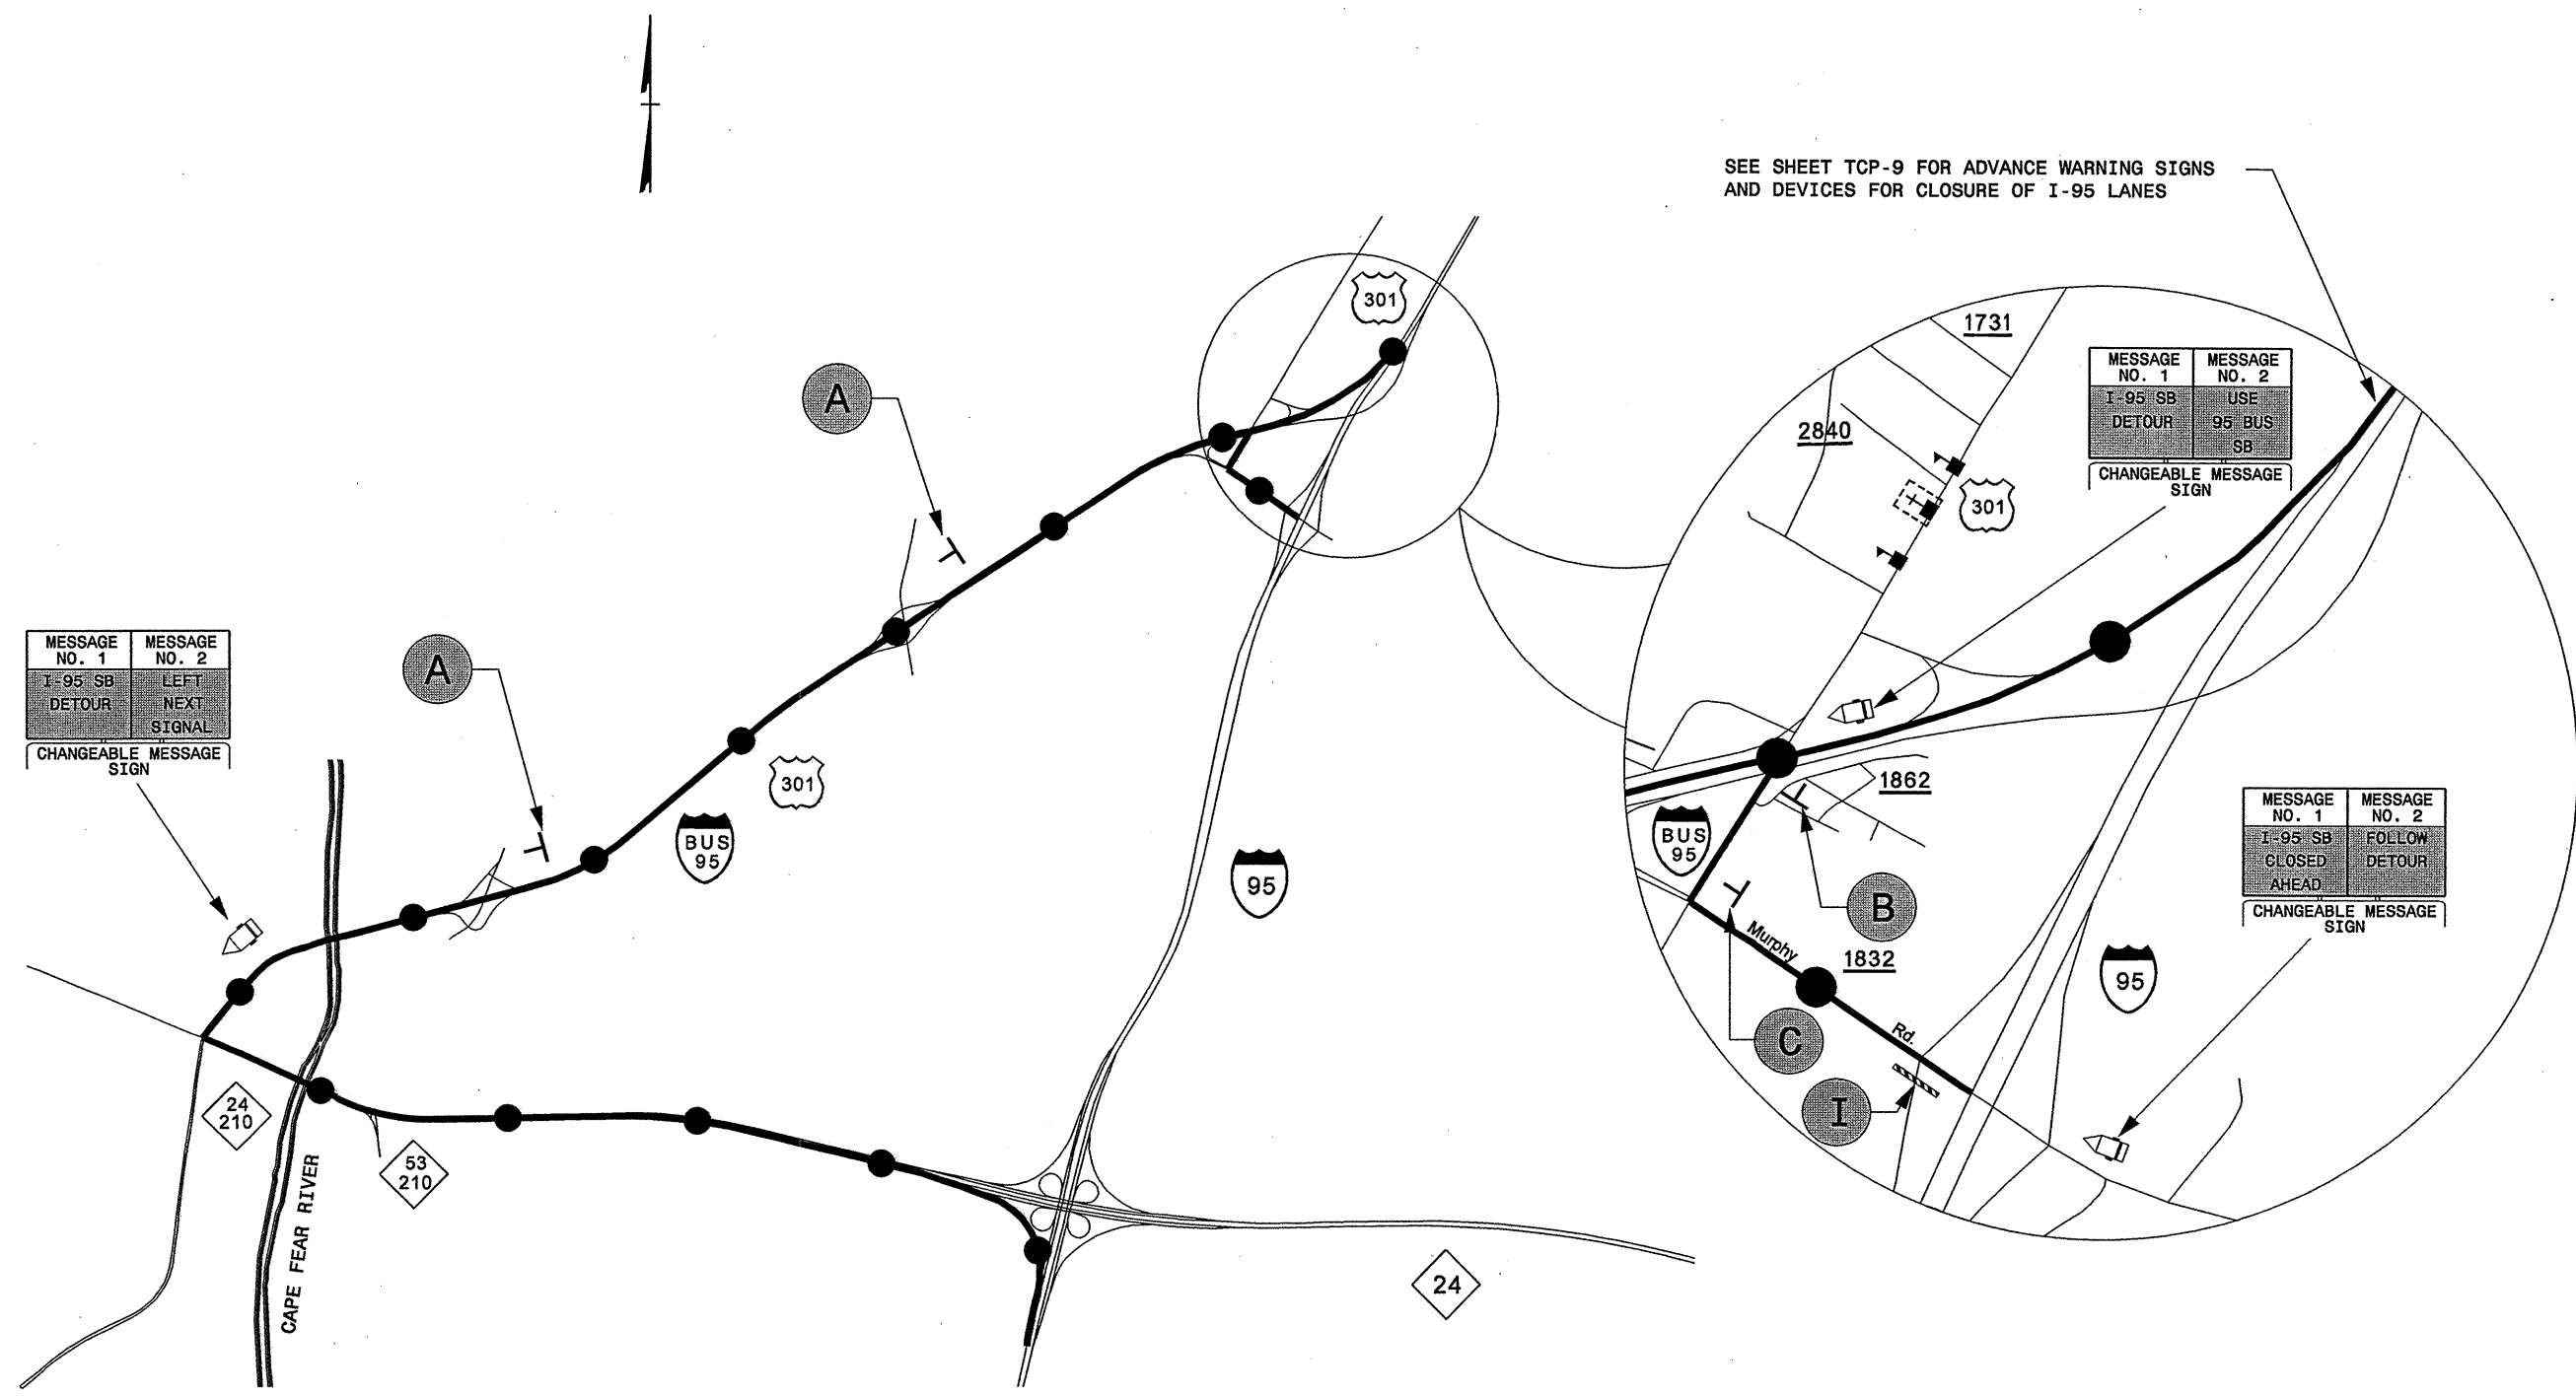 SEE SHEET TCP-9 FOR ADVANCE WARNING SIGNS
AND DEVICES FOR CLOSURE OF I-95 LANES
301
A
A
MESSAGE NO. 1
MESSAGE NO. 2
I-95 SB
DETOUR
LEFT
NEXT
SIGNAL
CHANGEABLE MESSAGE
SIGN
301
BUS
95
95
24
210
53
210
CAPE FEAR RIVER
24
1731
2840
301
MESSAGE NO. 1
MESSAGE NO. 2
I-95 SB
DETOUR
USE
95 BUS
SB
CHANGEABLE MESSAGE
SIGN
1862
BUS
95
B
Murphy Rd.
1832
C
I
95
MESSAGE NO. 1
MESSAGE NO. 2
I-95 SB
CLOSED
AHEAD
FOLLOW
DETOUR
CHANGEABLE MESSAGE
SIGN